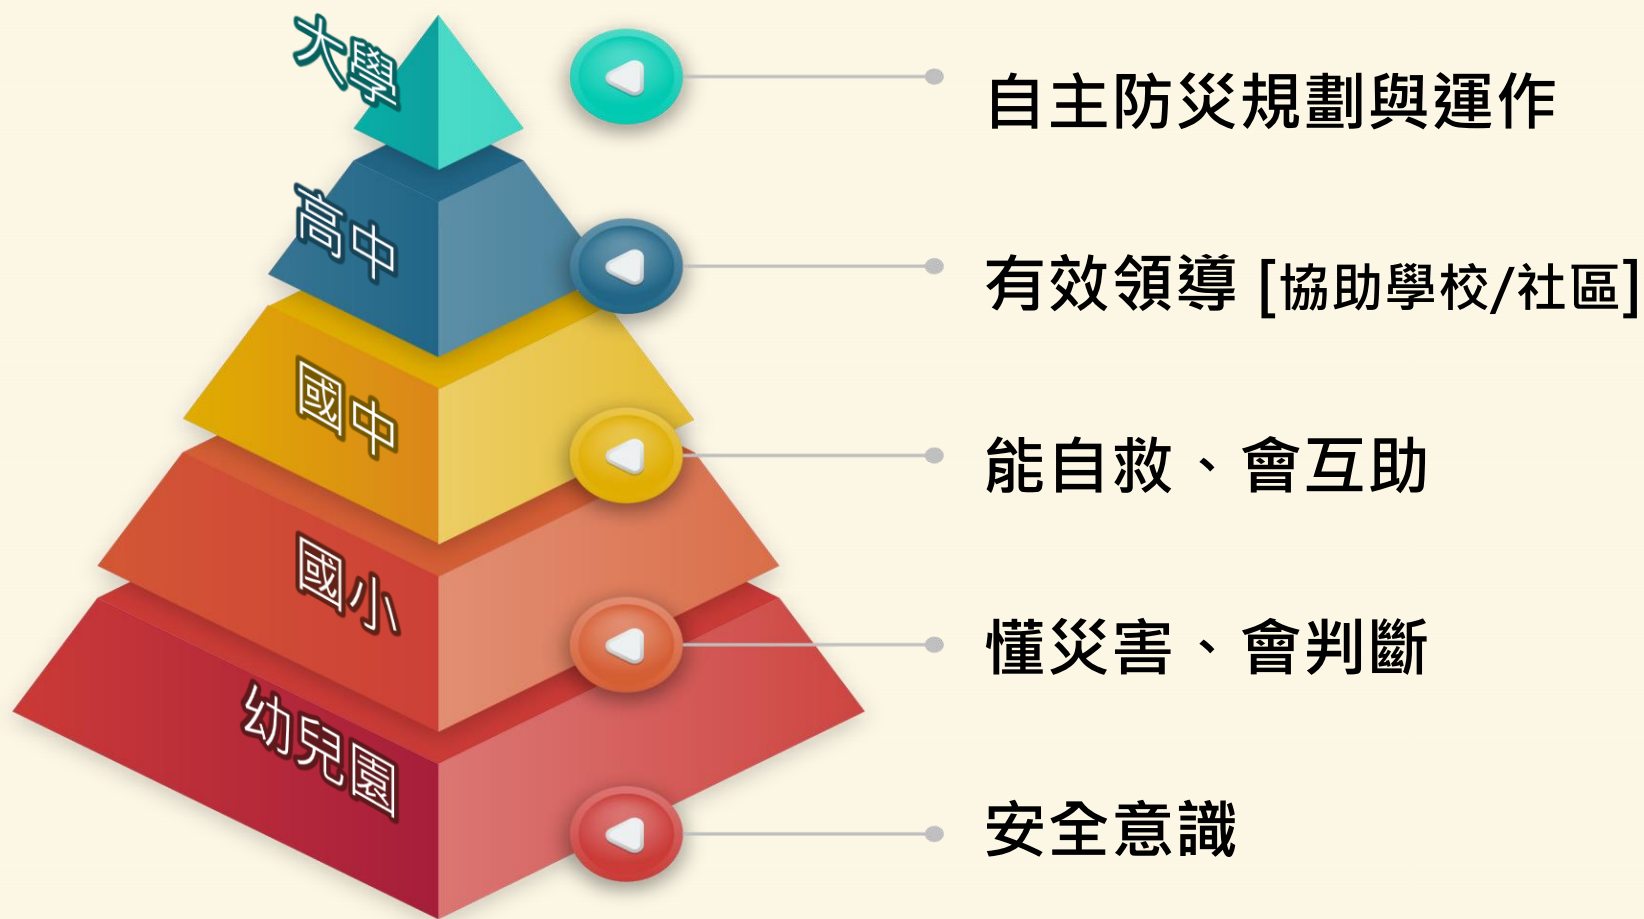 大學
自主防災規劃與運作
高中
有效領導 [協助學校/社區]
國中
能自救、會互助
國小
懂災害、會判斷
幼兒園
安全意識